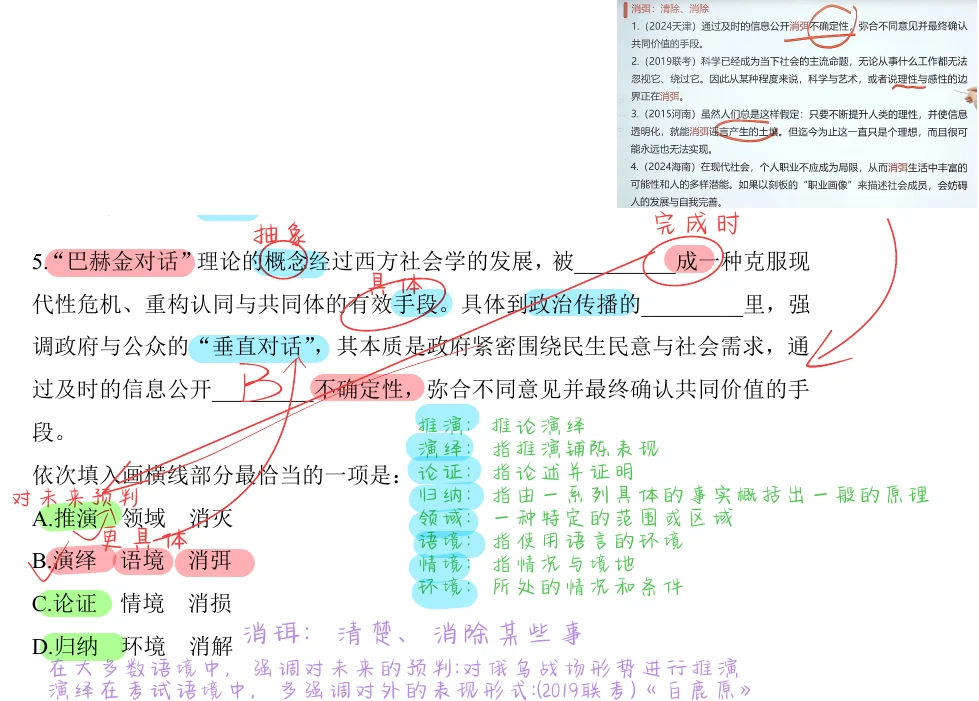 消弭：清除、消除
1.（2024天津）通过及时的信息公开消弭不确定性，弥合不同意见并最终确认
共同价值的手段。
2.（2019联考）科学已经成为当下社会的主流命题，无论从事什么工作都无法
忽视它、绕过它。因此从某种程度来说，科学与艺术，或者说理性与感性的边
界正在消弭。
3.（2015河南）虽然人们总是这样假定：只要不断提升人类的理性，并使信息
透明化，就能消弭谣言产生的土壤。但迄今为止这一直只是个理想，而且很可
能永远也无法实现。
4.（2024海南）在现代社会，个人职业不应成为局限，从而消弭生活中丰富的
可能性和人的多样潜能。如果以刻板的“职业画像”来描述社会成员，会妨碍
人的发展与自我完善。
完成时
抽象
5.“巴赫金对话”理论的概念经过西方社会学的发展，被________成一种克服现
具体
代性危机、重构认同与共同体的有效手段。具体到政治传播的________里，强
调政府与公众的“垂直对话”，其本质是政府紧密围绕民生民意与社会需求，通
过及时的信息公开________不确定性，弥合不同意见并最终确认共同价值的手
B
段。
推演：推论演绎
演绎：指推演铺陈表现
依次填入画横线部分最恰当的一项是：
论证：指论述并证明
对未来预判
归纳：指由一系列具体的事实概括出一般的原理
A.推演 领域 消灭
领域：一种特定的范围或区域
更具体
语境：指使用语言的环境
B.演绎 语境 消弭
情境：指情况与境地
环境：所处的情况和条件
C.论证 情境 消损
消弭：清楚、消除某些事
D.归纳 环境 消解
在大多数语境中，强调对未来的预判:对俄乌战场形势进行推演
演绎在考试语境中，多强调对外的表现形式:(2019联考)《白鹿原》